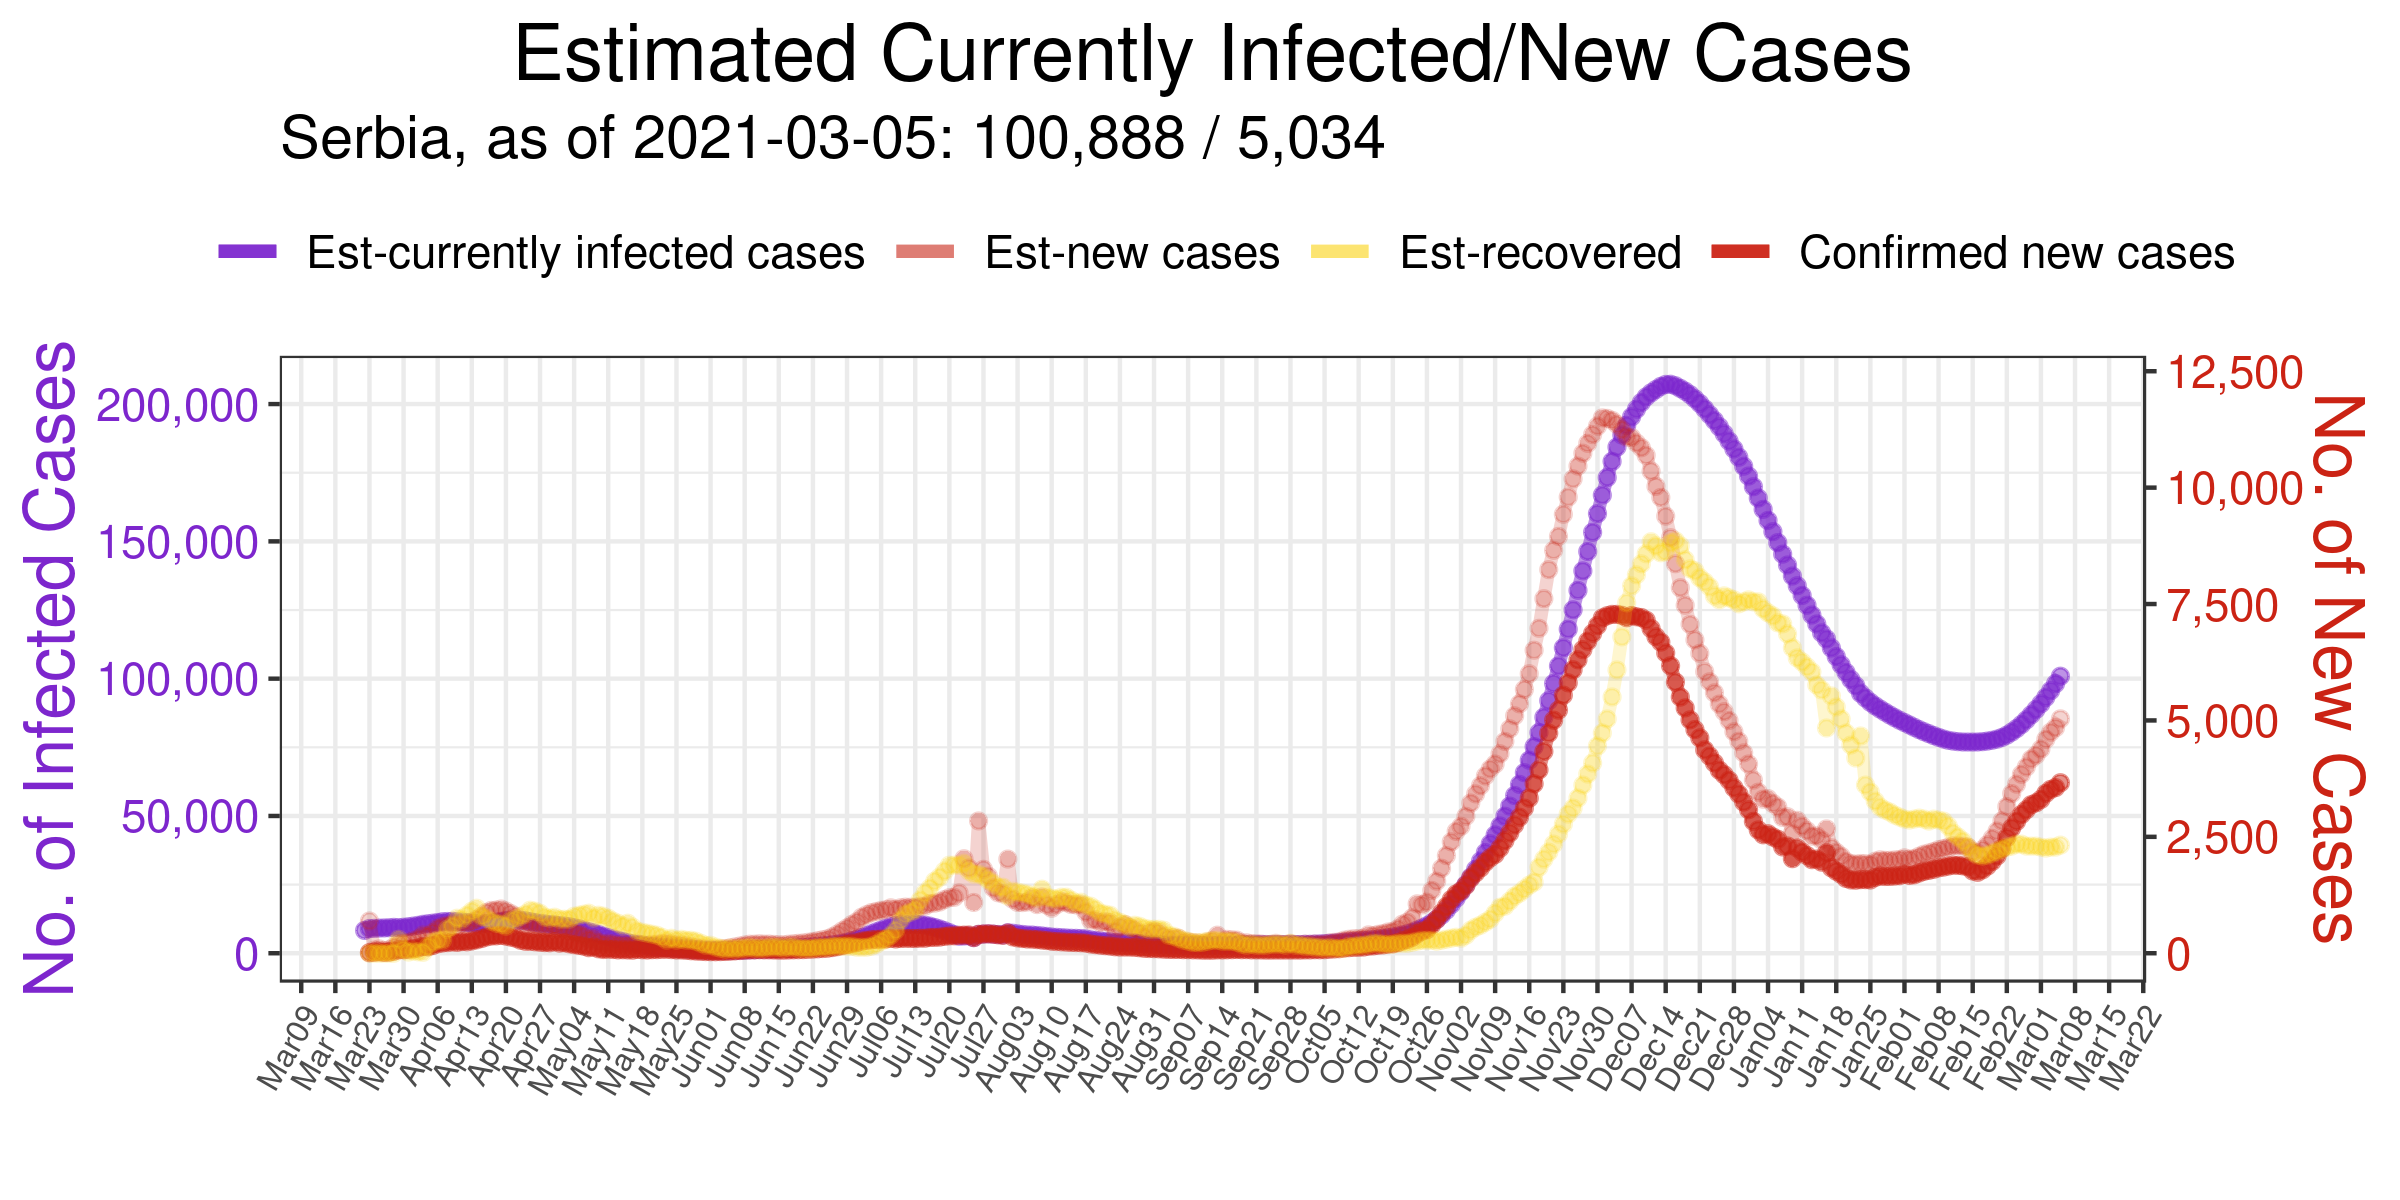 Estimated Currently Infected/New Cases
Serbia, as of 2021-03-05: 100,888 / 5,034
Est-currently infected cases Est-new cases Est-recovered Confirmed new cases
No. of Infected Cases
200,000
150,000
100,000
50,000
0
12,500
10,000
7,500
5,000
2,500
0
No. of New Cases
Mar09 Mar16 Mar23 Mar30 Apr06 Apr13 Apr20 Apr27 May04 May11 May18 May25 Jun01 Jun08 Jun15 Jun22 Jun29 Jul06 Jul13 Jul20 Jul27 Aug03 Aug10 Aug17 Aug24 Aug31 Sep07 Sep14 Sep21 Sep28 Oct05 Oct12 Oct19 Oct26 Nov02 Nov09 Nov16 Nov23 Nov30 Dec07 Dec14 Dec21 Dec28 Jan04 Jan11 Jan18 Jan25 Feb01 Feb08 Feb15 Feb22 Mar01 Mar08 Mar15 Mar22